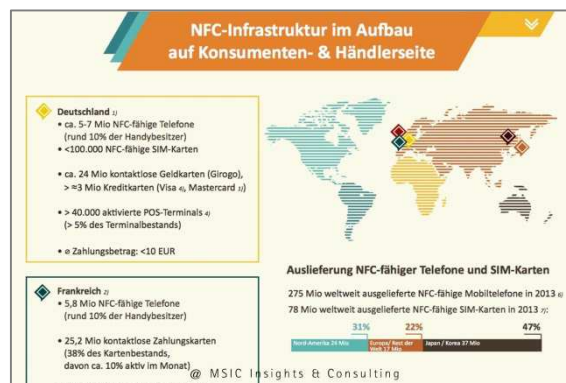 NFC-Infrastruktur im Aufbau
auf Konsumenten- & Händlerseite
Deutschland 1)
• ca. 5-7 Mio NFC-fähige Telefone
(rund 10% der Handybesitzer)
• <100.000 NFC-fähige SIM-Karten
• ca. 24 Mio kontaktlose Geldkarten (Girogo),
> ≈3 Mio Kreditkarten (Visa 4), Mastercard 3))
• > 40.000 aktivierte POS-Terminals 4)
(> 5% des Terminalbestands)
• ø Zahlungsbetrag: <10 EUR
Frankreich 2)
• 5,8 Mio NFC-fähige Telefone
(rund 10% der Handybesitzer)
• 25,2 Mio kontaktlose Zahlungskarten
(38% des Kartenbestands,
davon ca. 10% aktiv im Monat)
Auslieferung NFC-fähiger Telefone und SIM-Karten
275 Mio weltweit ausgelieferte NFC-fähige Mobiltelefone in 2013 6)
78 Mio weltweit ausgelieferte NFC-fähige SIM-Karten in 2013 7):
31% 22% 47%
Nord-Amerika 24 Mio Europa/ Rest der Welt 17 Mio Japan / Korea 37 Mio
@ MSIC Insights & Consulting